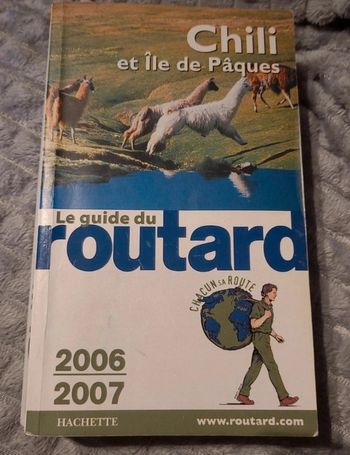 Chili
et Île de Pâques
Le guide du
routard
CHACUN SA ROUTE
2006
2007
HACHETTE
www.routard.com